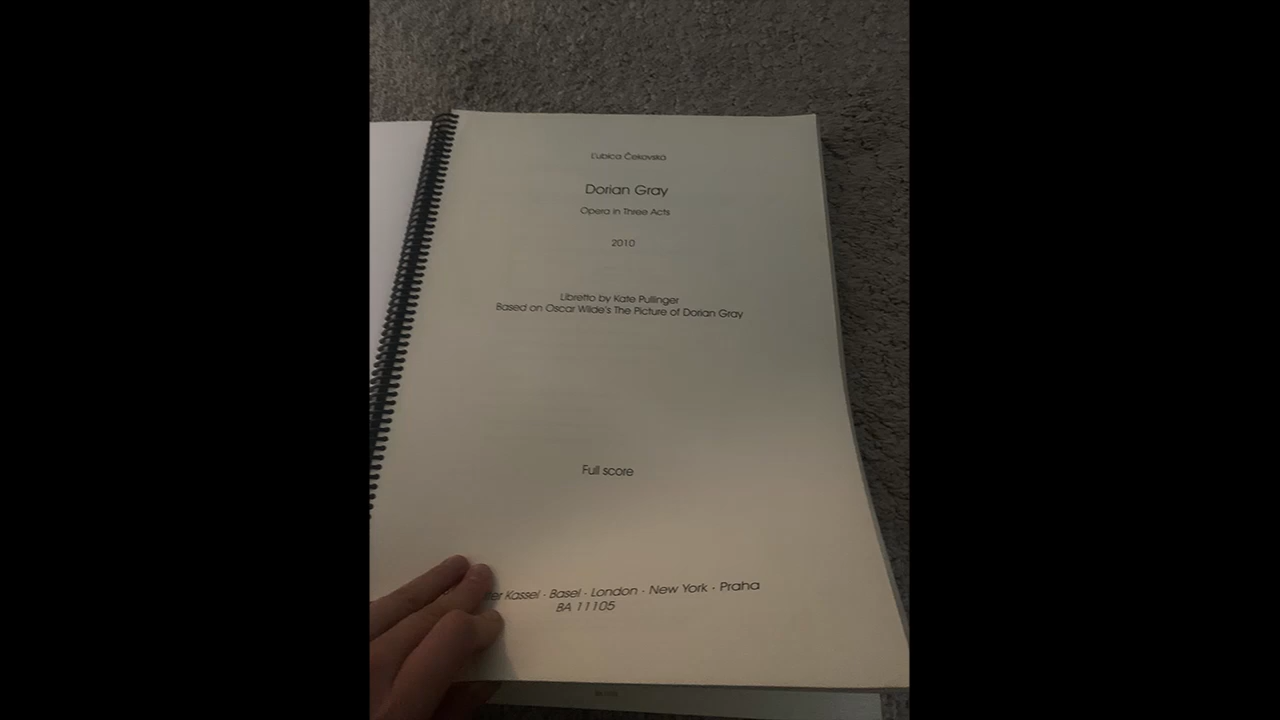 Ľubica Čekovská
Dorian Gray
Opera in Three Acts
2010
Libretto by Kate Pullinger
Based on Oscar Wilde's The Picture of Dorian Gray
Full score
Kassel · Basel · London · New York · Praha
BA 11105